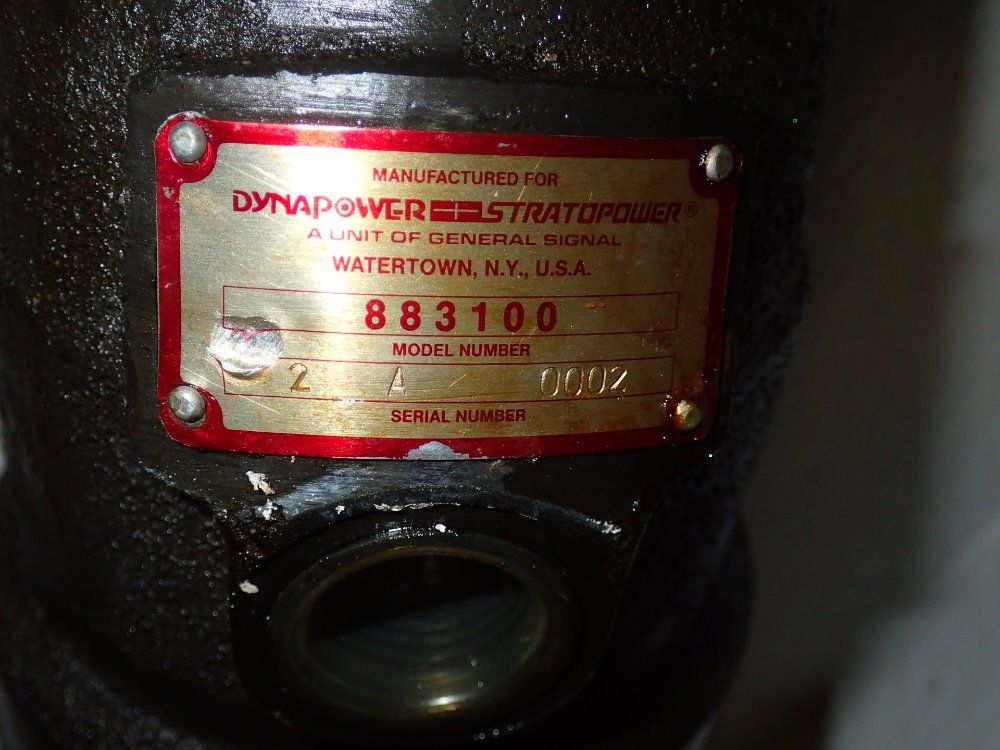 MANUFACTURED FOR
DYNAPOWER STRATOPOWER®
A UNIT OF GENERAL SIGNAL
WATERTOWN, N.Y., U.S.A.
883100
MODEL NUMBER
2 A 0002
SERIAL NUMBER